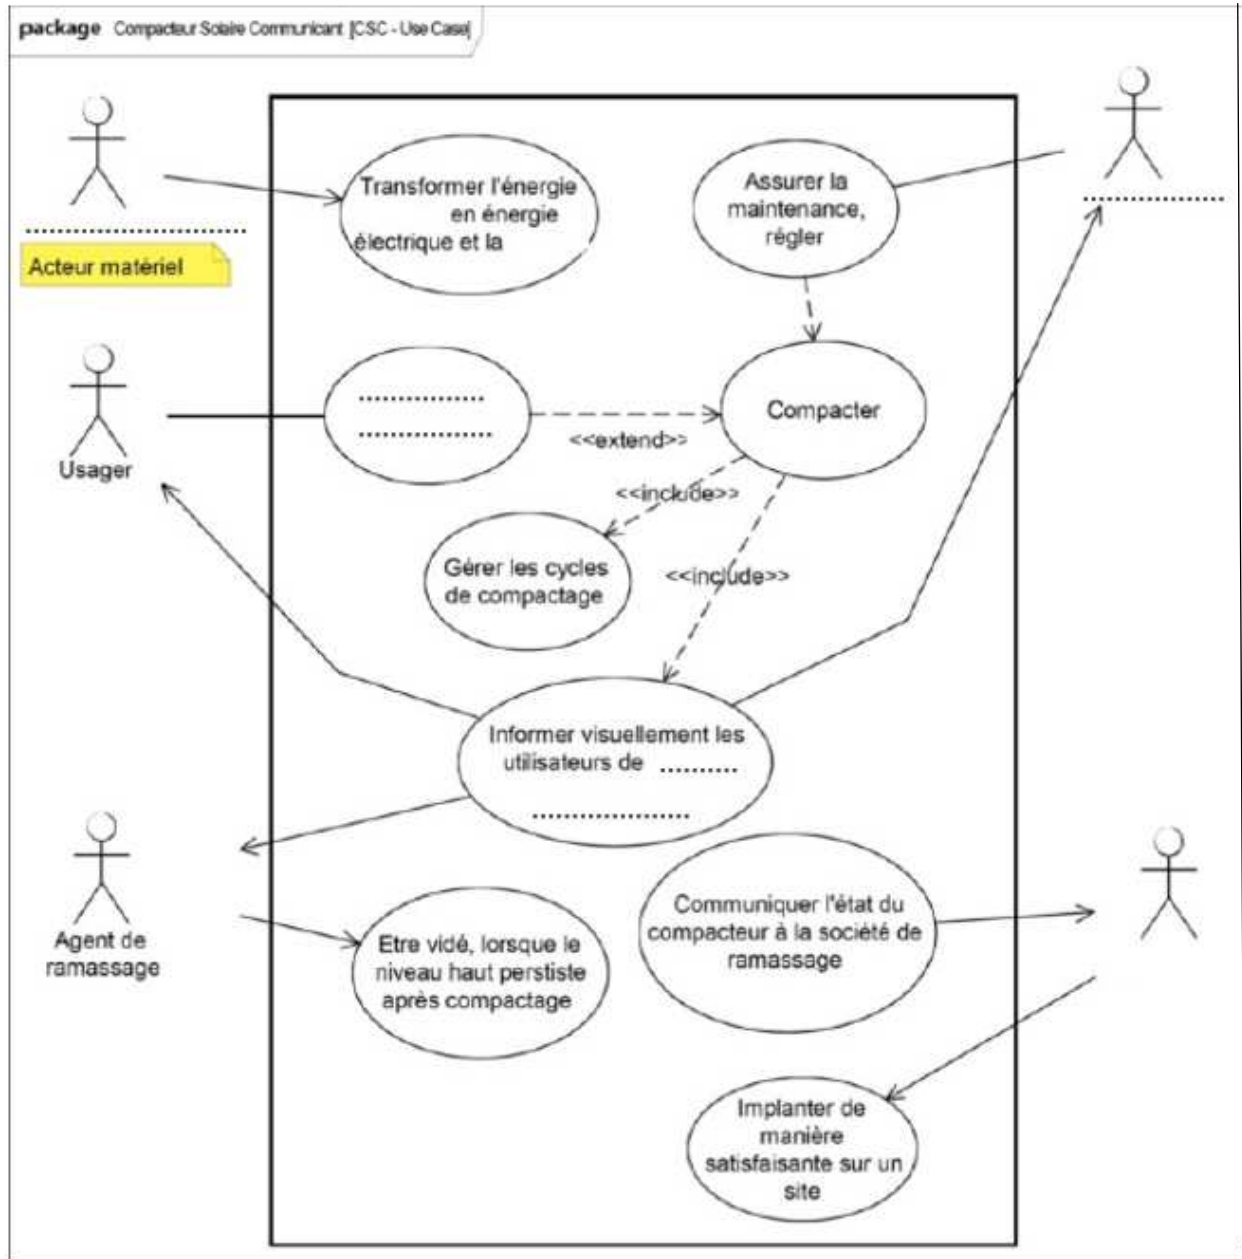 package Compacteur Solaire Communicant [CSC - Use Case]
Transformer l'énergie
en énergie
électrique et la
Assurer la
maintenance,
régler
....................
Acteur matériel
....................
Usager
....................
....................
Compacter
<<extend>>
<<include>>
Gérer les cycles
de compactage
<<include>>
Informer visuellement les
utilisateurs de ..........
....................
Agent de
ramassage
Etre vidé, lorsque le
niveau haut perstiste
après compactage
Communiquer l'état du
compacteur à la société de
ramassage
Implanter de
manière
satisfaisante sur un
site